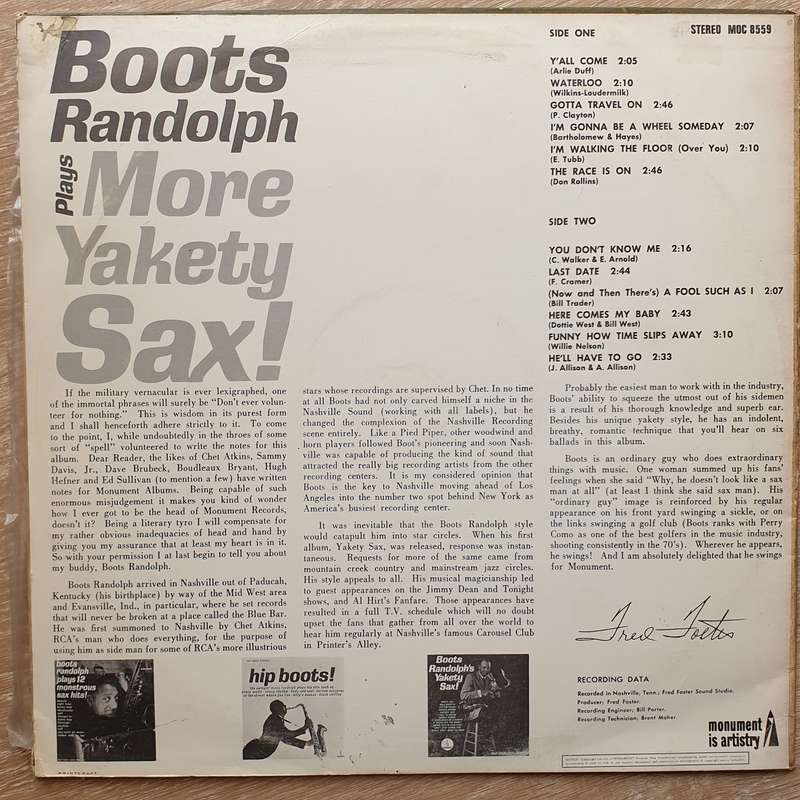 Boots
Randolph
Plays More
Yakety
Sax!
STEREO MOC 8559
SIDE ONE
Y'ALL COME 2:05
(Arlie Duff)
WATERLOO 2:10
(Wilkins-Loudermilk)
GOTTA TRAVEL ON 2:46
(P. Clayton)
I'M GONNA BE A WHEEL SOMEDAY 2:07
(Bartholomew & Hayes)
I'M WALKING THE FLOOR (Over You) 2:10
(E. Tubb)
THE RACE IS ON 2:46
(Don Rollins)
SIDE TWO
YOU DON'T KNOW ME 2:16
(C. Walker & E. Arnold)
LAST DATE 2:44
(F. Cramer)
(Now and Then There's) A FOOL SUCH AS I 2:07
(Bill Trader)
HERE COMES MY BABY 2:43
(Dottie West & Bill West)
FUNNY HOW TIME SLIPS AWAY 3:10
(Willie Nelson)
HE'LL HAVE TO GO 2:33
(J. Allison & A. Allison)
If the military vernacular is ever lexigraphed, one
of the immortal phrases will surely be "Don't ever volun-
teer for nothing." This is wisdom in its purest form
and I shall henceforth adhere strictly to it. To come
to the point, I, while undoubtedly in the throes of some
sort of "spell" volunteered to write the notes for this
album. Dear Reader, the likes of Chet Atkins, Sammy
Davis, Jr., Dave Brubeck, Boudleaux Bryant, Hugh
Hefner and Ed Sullivan (to mention a few) have written
notes for Monument Albums. Being capable of such
enormous misjudgement it makes you kind of wonder
how I ever got to be the head of Monument Records,
doesn't it? Being a literary tyro I will compensate for
my rather obvious inadequacies of head and hand by
giving you my assurance that at least my heart is in it.
So with your permission I at last begin to tell you about
my buddy, Boots Randolph.
Boots Randolph arrived in Nashville out of Paducah,
Kentucky (his birthplace) by way of the Mid West area
and Evansville, Ind., in particular, where he set records
that will never be broken at a place called the Blue Bar.
He was first summoned to Nashville by Chet Atkins,
RCA's man who does everything, for the purpose of
using him as side man for some of RCA's more illustrious
stars whose recordings are supervised by Chet. In no time
at all Boots had not only carved himself a niche in the
Nashville Sound (working with all labels), but he
changed the complexion of the Nashville Recording
scene entirely. Like a Pied Piper, other woodwind and
horn players followed Boot's pioneering and soon Nash-
ville was capable of producing the kind of sound that
attracted the really big recording artists from the other
recording centers. It is my considered opinion that
Boots is the key to Nashville moving ahead of Los
Angeles into the number two spot behind New York as
America's busiest recording center.
It was inevitable that the Boots Randolph style
would catapult him into star circles. When his first
album, Yakety Sax, was released, response was instan-
taneous. Requests for more of the same came from
mountain creek country and mainstream jazz circles.
His style appeals to all. His musical magicianship led
to guest appearances on the Jimmy Dean and Tonight
shows, and Al Hirt's Fanfare. Those appearances have
resulted in a full T.V. schedule which will no doubt
upset the fans that gather from all over the world to
hear him regularly at Nashville's famous Carousel Club
in Printer's Alley.
Probably the easiest man to work with in the industry,
Boots' ability to squeeze the utmost out of his sidemen
is a result of his thorough knowledge and superb ear.
Besides his unique yakety style, he has an indolent,
breathy, romantic technique that you'll hear on six
ballads in this album.
Boots is an ordinary guy who does extraordinary
things with music. One woman summed up his fans'
feelings when she said "Why, he doesn't look like a sax
man at all" (at least I think she said sax man). His
"ordinary guy" image is reinforced by his regular
appearance on his front yard swinging a sickle, or on
the links swinging a golf club (Boots ranks with Perry
Como as one of the best golfers in the music industry,
shooting consistently in the 70's). Wherever he appears,
he swings! And I am absolutely delighted that he swings
for Monument.
Fred Foster
boots
randolph
plays 12
monstrous
sax hits!
hip boots!
Boots
Randolph's
Yakety
Sax!
RECORDING DATA
Recorded in Nashville, Tenn.; Fred Foster Sound Studio.
Producer; Fred Foster.
Recording Engineer; Bill Porter.
Recording Technician; Brent Maher.
monument
is artistry
PRINTCRAFT